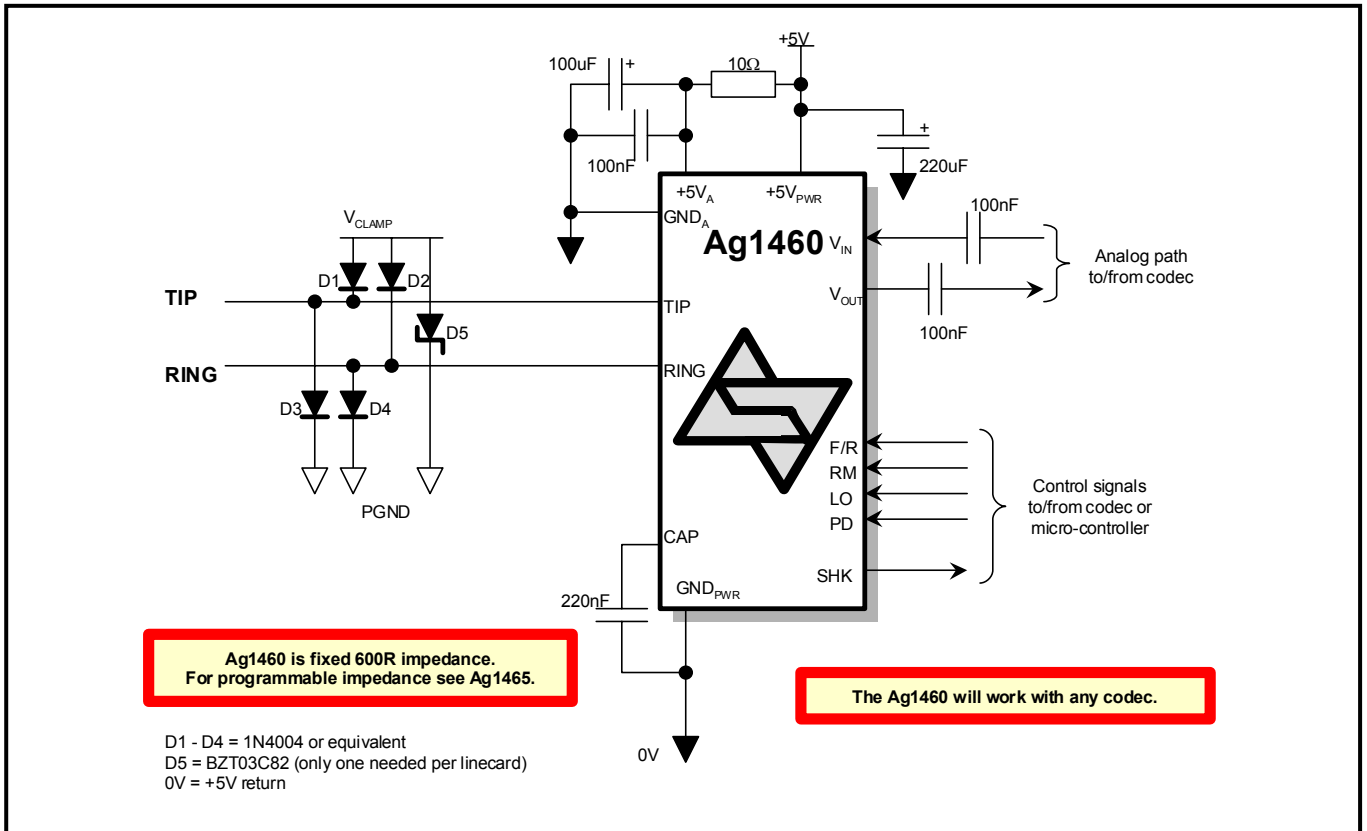 +5V
100uF
+
10Ω
100nF
+
220uF
+5VA
+5VPWR
GNDA
Ag1460
VIN
100nF
Analog path
to/from codec
VOUT
100nF
VCLAMP
D1
D2
TIP
TIP
D5
RING
RING
D3
D4
PGND
F/R
RM
LO
PD
SHK
Control signals
to/from codec or
micro-controller
CAP
GNDPWR
220nF
0V
Ag1460 is fixed 600R impedance.
For programmable impedance see Ag1465.
The Ag1460 will work with any codec.
D1 - D4 = 1N4004 or equivalent
D5 = BZT03C82 (only one needed per linecard)
0V = +5V return